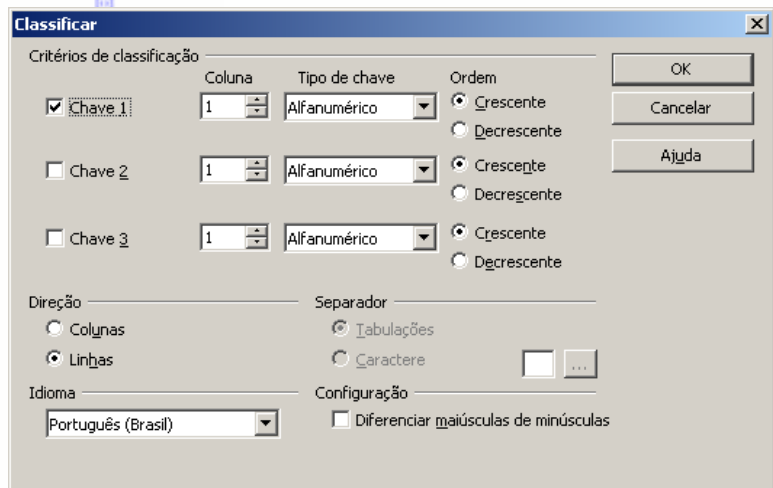 Classificar
Critérios de classificação
Coluna Tipo de chave Ordem
Chave 1 1 Alfanumérico Crescente
Decrescente
Chave 2 1 Alfanumérico Crescente
Decrescente
Chave 3 1 Alfanumérico Crescente
Decrescente
OK
Cancelar
Ajuda
Direção
Colunas
Linhas
Separador
Tabulações
Caractere ...
Idioma
Português (Brasil)
Configuração
Diferenciar maiúsculas de minúsculas